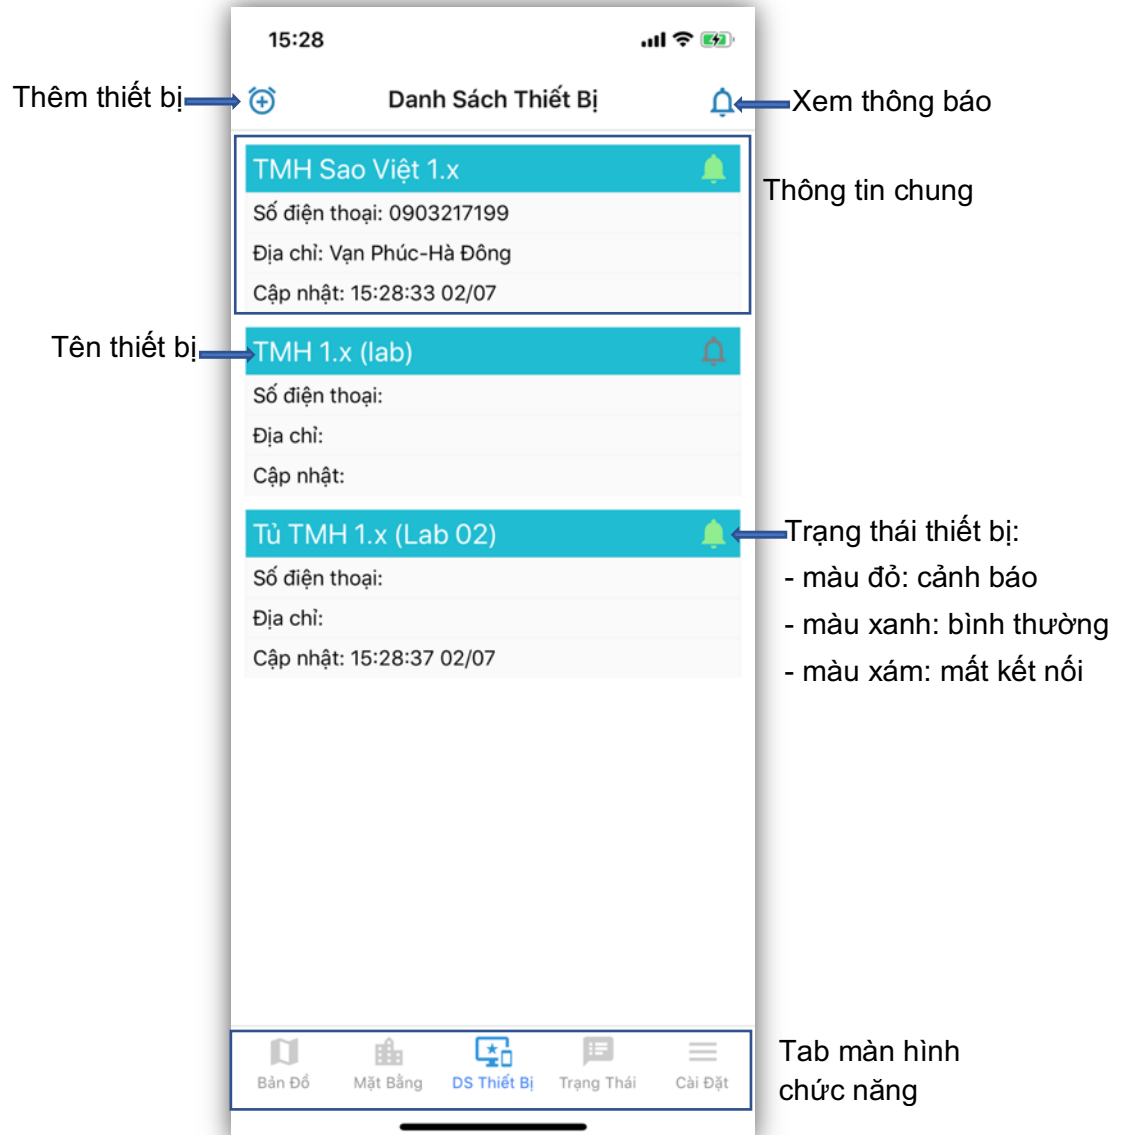 15:28
Thêm thiết bị
Danh Sách Thiết Bị
Xem thông báo
TMH Sao Việt 1.x
Thông tin chung
Số điện thoại: 0903217199
Địa chỉ: Vạn Phúc-Hà Đông
Cập nhật: 15:28:33 02/07
Tên thiết bị
TMH 1.x (lab)
Số điện thoại:
Địa chỉ:
Cập nhật:
Tủ TMH 1.x (Lab 02)
Trạng thái thiết bị:
Số điện thoại:
- màu đỏ: cảnh báo
Địa chỉ:
- màu xanh: bình thường
Cập nhật: 15:28:37 02/07
- màu xám: mất kết nối
Bản Đồ
Mặt Bằng
DS Thiết Bị
Trạng Thái
Cài Đặt
Tab màn hình
chức năng